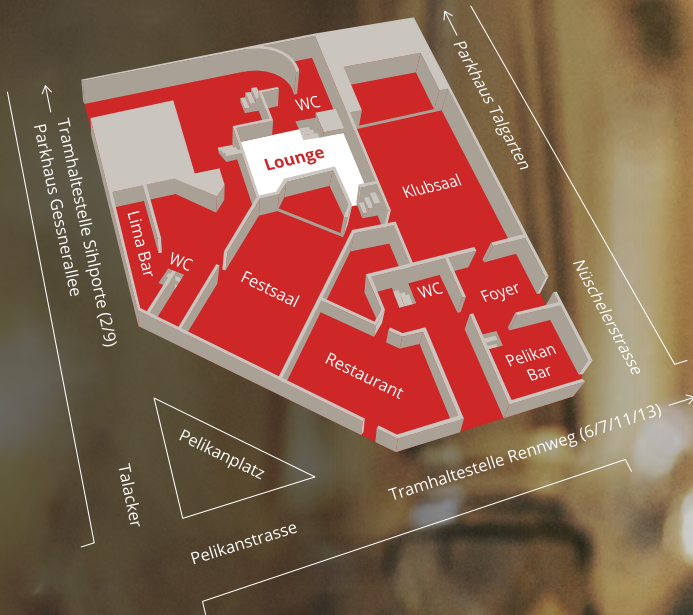 Parkhaus Talgarten
WC
Tramhaltestelle Sihlporte (2/9)
Parkhaus Gessnerallee
Lounge
Klubsaal
Lima Bar
WC
Festsaal
WC
Foyer
Nüschelerstrasse
Restaurant
Pelikan
Bar
Pelikanplatz
Tramhaltestelle Rennweg (6/7/11/13)
Talacker
Pelikanstrasse